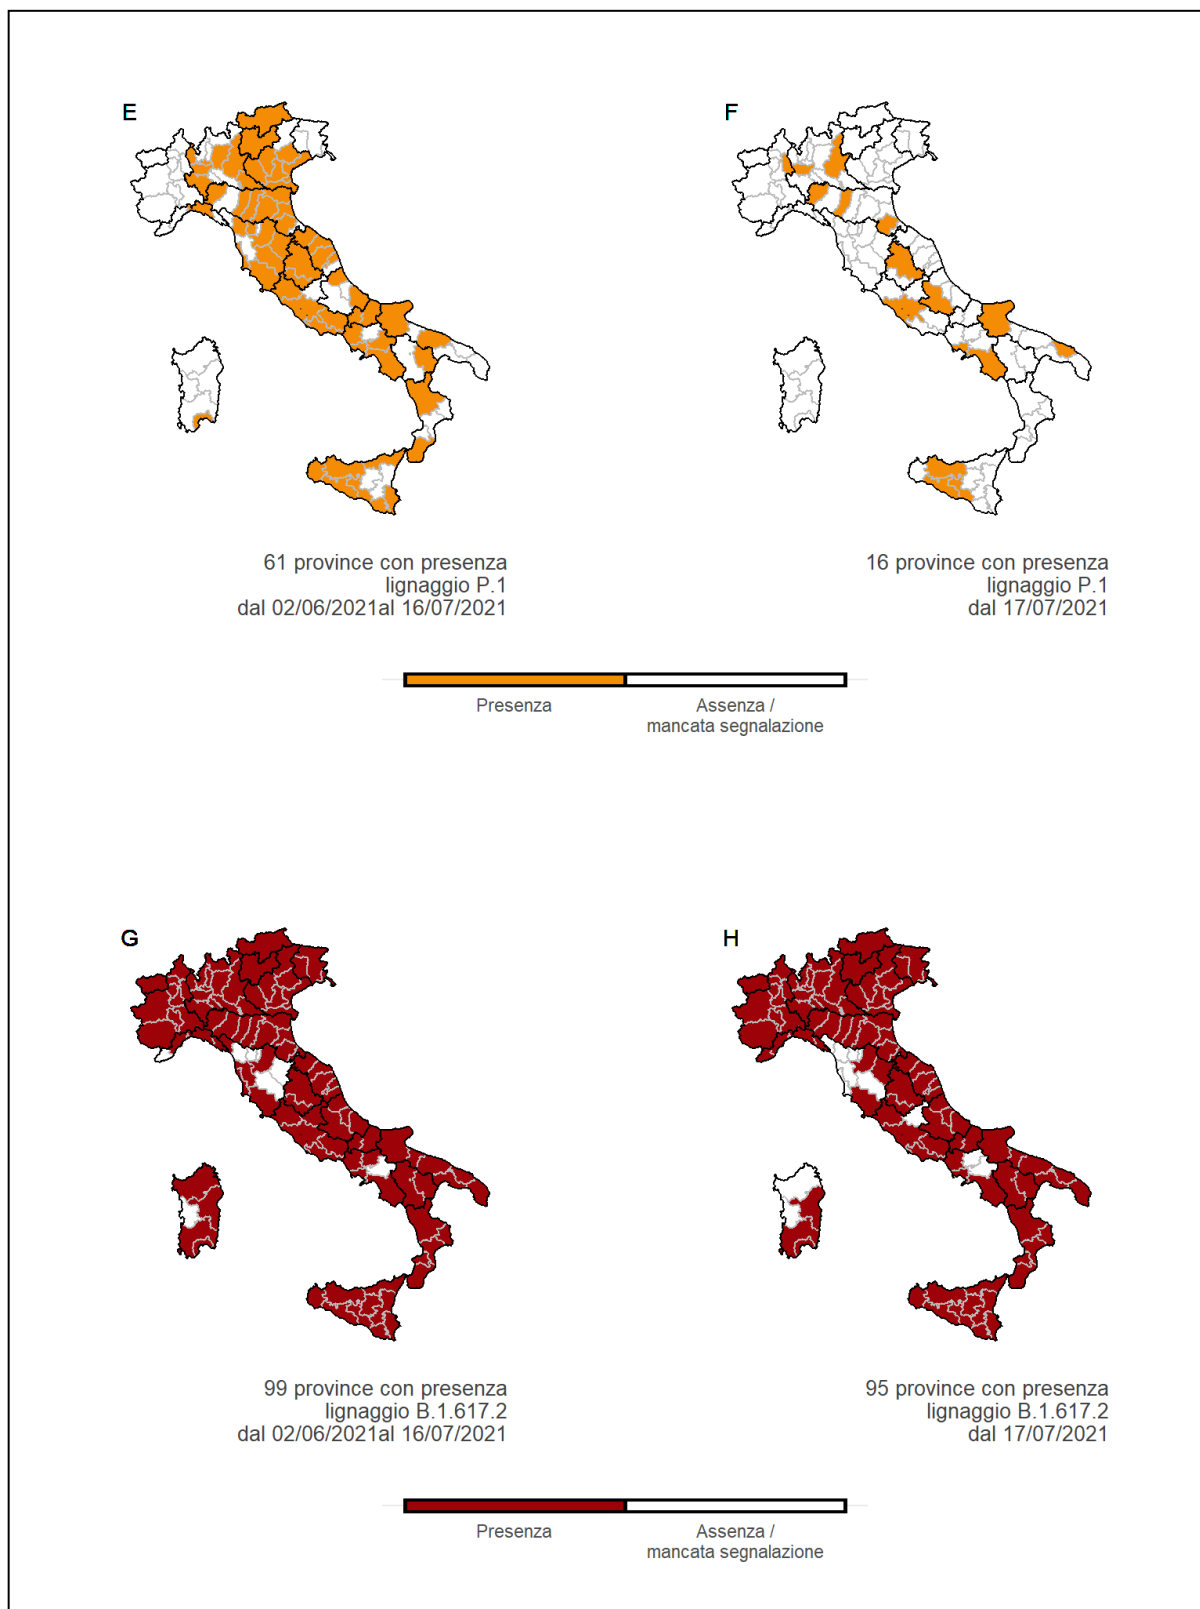 E
F
61 province con presenza
lignaggio P.1
dal 02/06/2021al 16/07/2021
16 province con presenza
lignaggio P.1
dal 17/07/2021
Presenza
Assenza /
mancata segnalazione
G
H
99 province con presenza
lignaggio B.1.617.2
dal 02/06/2021al 16/07/2021
95 province con presenza
lignaggio B.1.617.2
dal 17/07/2021
Presenza
Assenza /
mancata segnalazione